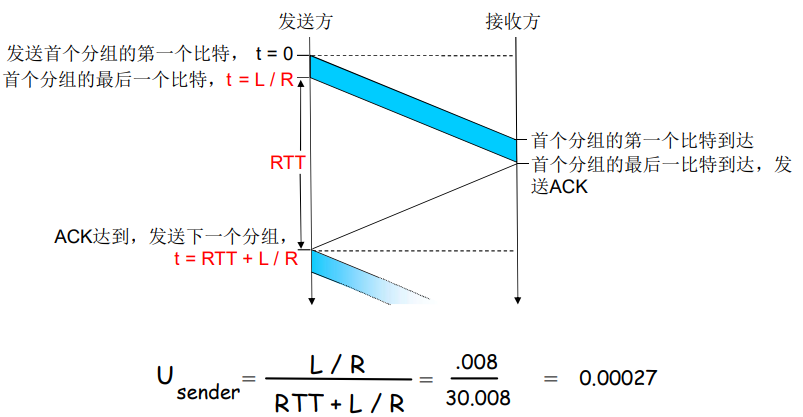 发送方
接收方
发送首个分组的第一个比特, t = 0
首个分组的最后一个比特, t = L / R
RTT
首个分组的第一个比特到达
首个分组的最后一比特到达，发
送ACK
ACK达到，发送下一个分组,
t = RTT + L / R
U sender = L / R / RTT + L / R = .008 / 30.008 = 0.00027